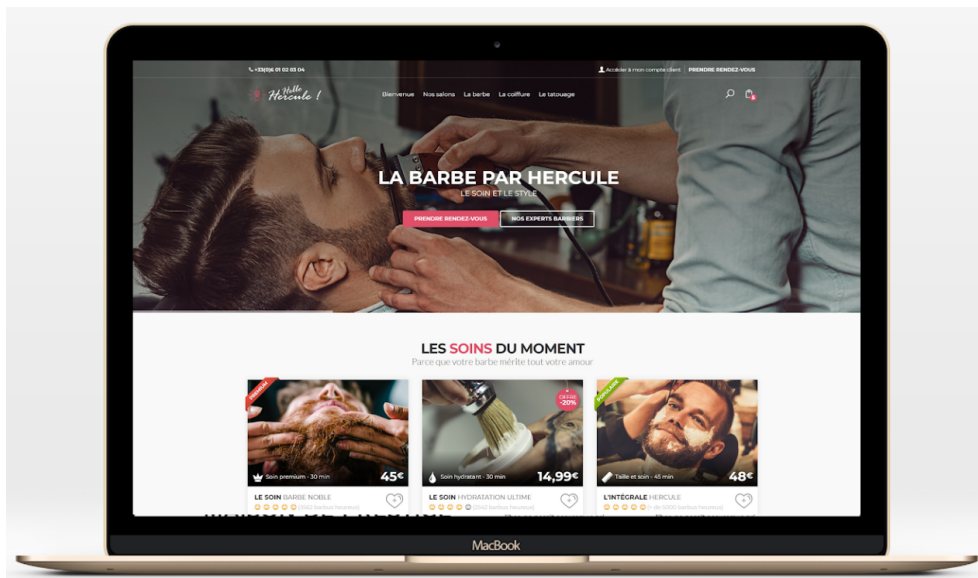 +33(0)6 01 02 03 04
Accéder à mon compte client PRENDRE RENDEZ-VOUS
Hello
Hercule !
Bienvenue Nos salons La barbe La coiffure Le tatouage
LA BARBE PAR HERCULE
LE SOIN ET LE STYLE
PRENDRE RENDEZ-VOUS NOS EXPERTS BARBIERS
LES SOINS DU MOMENT
Parce que votre barbe mérite tout votre amour
PREMIUM
Soin premium - 30 min 45€
LE SOIN BARBE NOBLE
OFFRE
-20%
Soin hydratant - 30 min 14,99€
LE SOIN HYDRATATION ULTIME
POPULAIRE
Taille et soin - 45 min 48€
L'INTÉGRALE HERCULE
MacBook